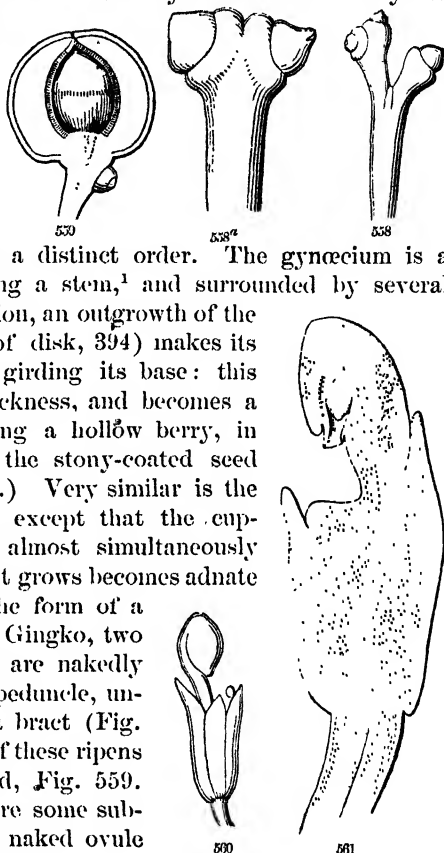 559
558a
558
a distinct order. The gynœcium is a
ng a stem,¹ and surrounded by several
ion, an outgrowth of the
of disk, 394) makes its
girding its base: this
ckness, and becomes a
ng a hollow berry, in
the stony-coated seed
.) Very similar is the
except that the cup-
almost simultaneously
t grows becomes adnate
he form of a
Gingko, two
are nakedly
peduncle, un-
bract (Fig.
f these ripens
d, Fig. 559.
re some sub-
naked ovule
560
561